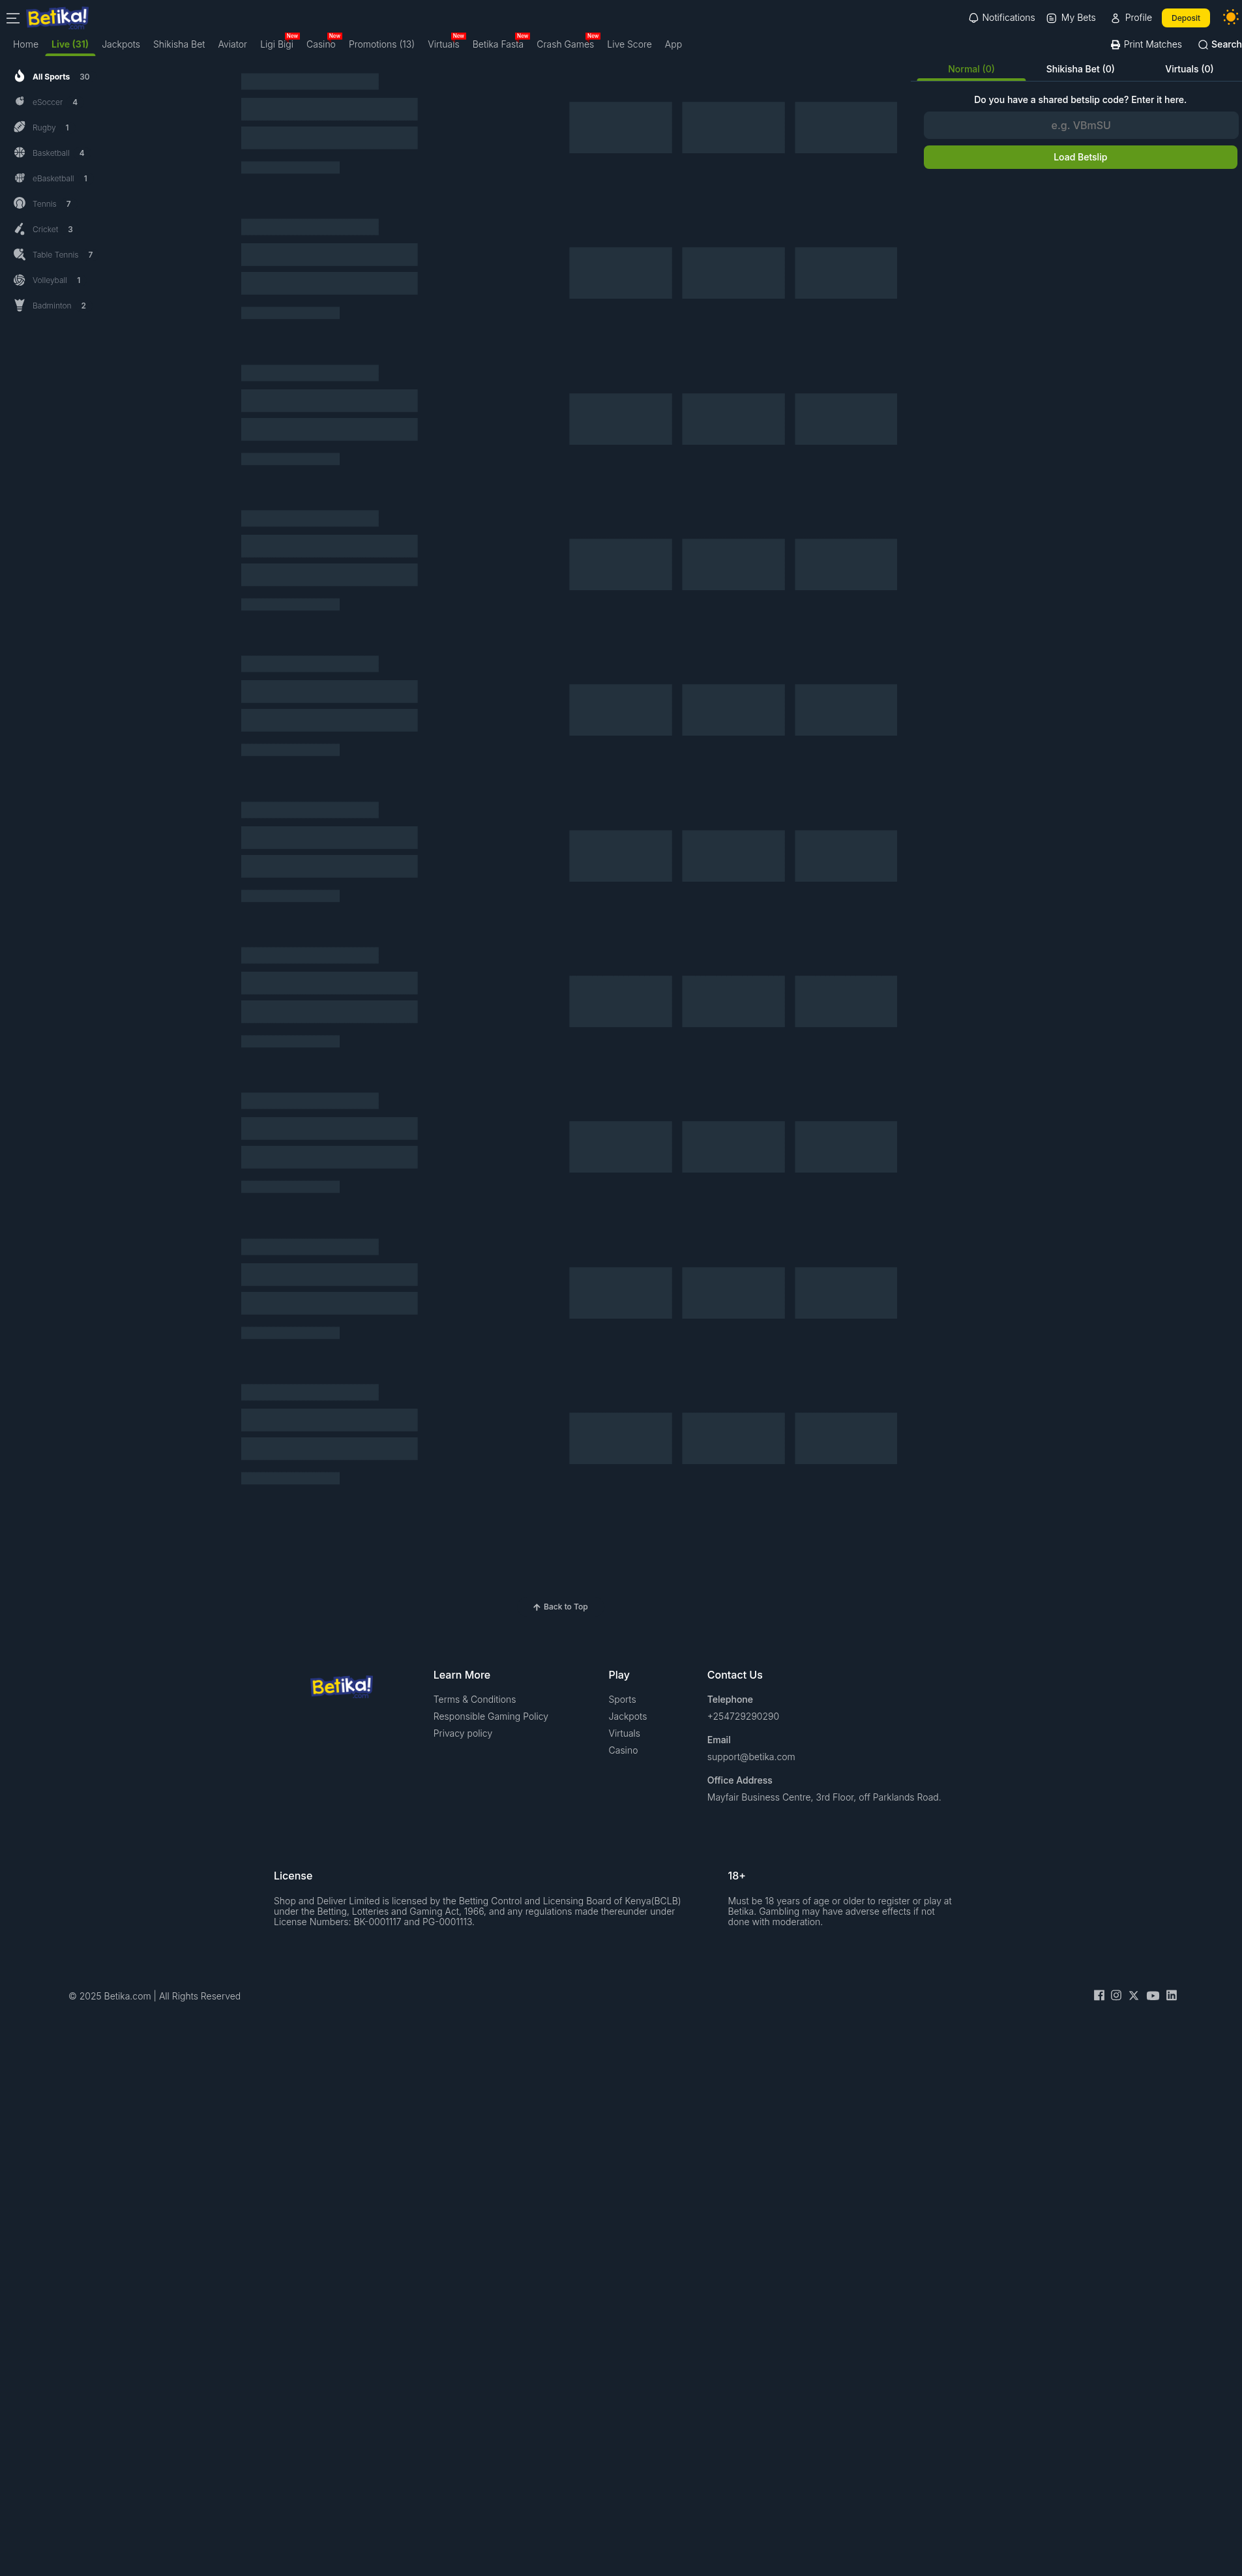 Betika!
Notifications
My Bets
Profile
Deposit
Home
Live (31)
Jackpots
Shikisha Bet
Aviator
Ligi Bigi
New
Casino
New
Promotions (13)
Virtuals
New
Betika Fasta
New
Crash Games
New
Live Score
App
Print Matches
Search
All Sports 30
eSoccer 4
Rugby 1
Basketball 4
eBasketball 1
Tennis 7
Cricket 3
Table Tennis 7
Volleyball 1
Badminton 2
Normal (0)
Shikisha Bet (0)
Virtuals (0)
Do you have a shared betslip code? Enter it here.
e.g. VBmSU
Load Betslip
Back to Top
Betika!
Learn More
Terms & Conditions
Responsible Gaming Policy
Privacy policy
Play
Sports
Jackpots
Virtuals
Casino
Contact Us
Telephone
+254729290290
Email
support@betika.com
Office Address
Mayfair Business Centre, 3rd Floor, off Parklands Road.
License
Shop and Deliver Limited is licensed by the Betting Control and Licensing Board of Kenya(BCLB)
under the Betting, Lotteries and Gaming Act, 1966, and any regulations made thereunder under
License Numbers: BK-0001117 and PG-0001113.
18+
Must be 18 years of age or older to register or play at
Betika. Gambling may have adverse effects if not
done with moderation.
© 2025 Betika.com | All Rights Reserved